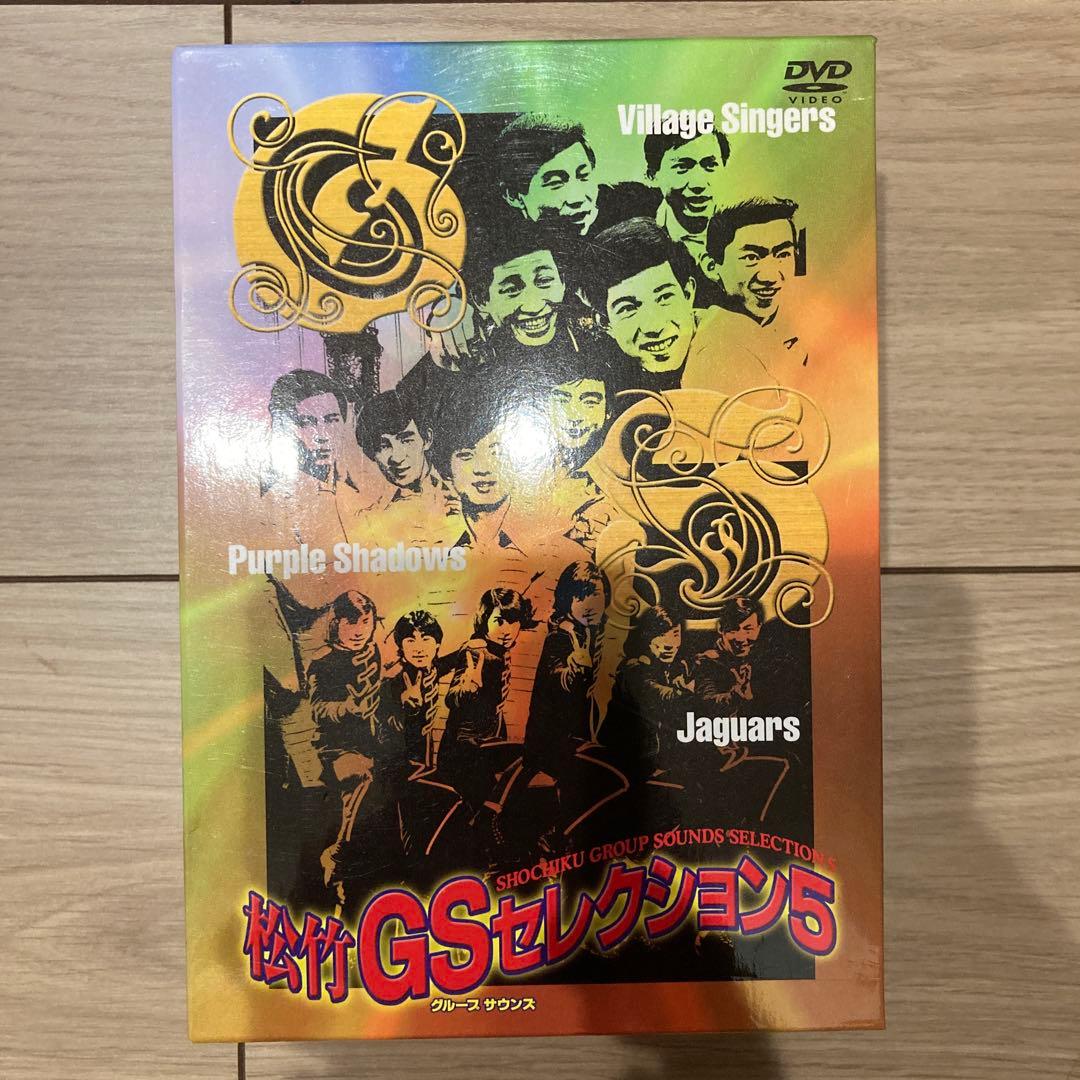 DVD
VIDEO
Village Singers
Purple Shadows
Jaguars
SHOCHIKU GROUP SOUNDS SELECTION 5
松竹GSセレクション5
グループ サウンズ